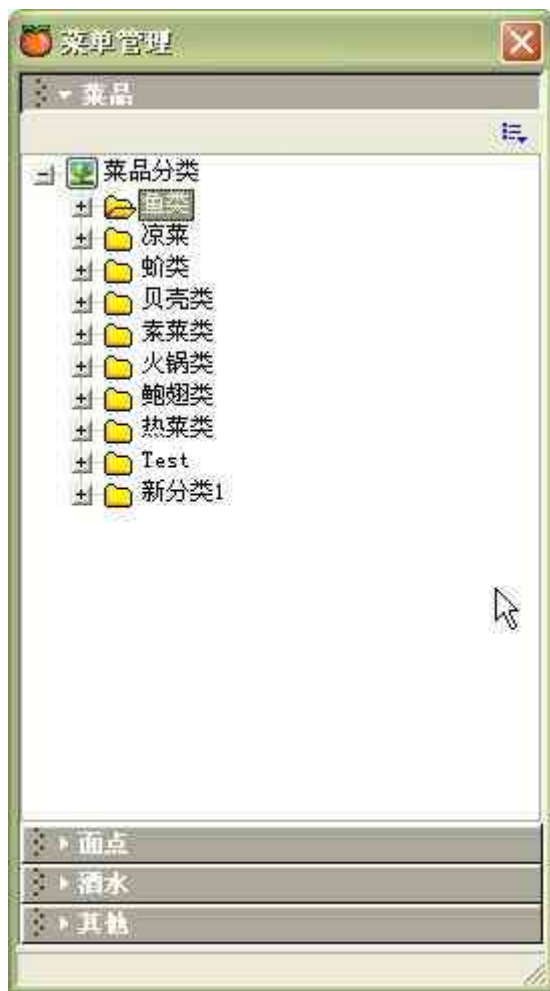 菜单管理
菜品
菜品分类
鱼类
凉菜
蚧类
贝壳类
素菜类
火锅类
鲍翅类
热菜类
Test
新分类1
面点
酒水
其他